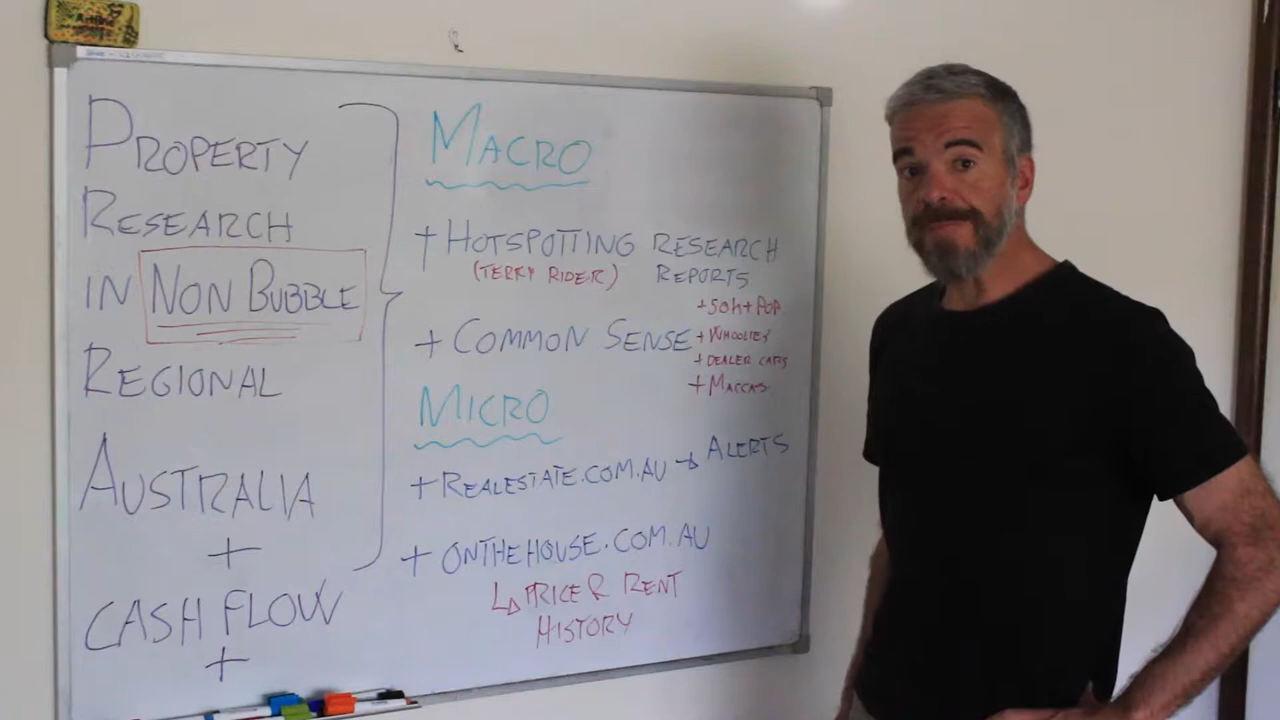 PROPERTY
RESEARCH
IN NON BUBBLE
REGIONAL
AUSTRALIA
+
CASH FLOW
+
MACRO
+ HOTSPOTTING RESEARCH
(TERRY RIDER) REPORTS
+ COMMON SENSE
+ 50K + POP
+ WHOOLIES
+ DEALER CARS
+ MACCAS
MICRO
+ REALESTATE.COM.AU → ALERTS
+ ONTHEHOUSE.COM.AU
↳ PRICE R RENT
HISTORY